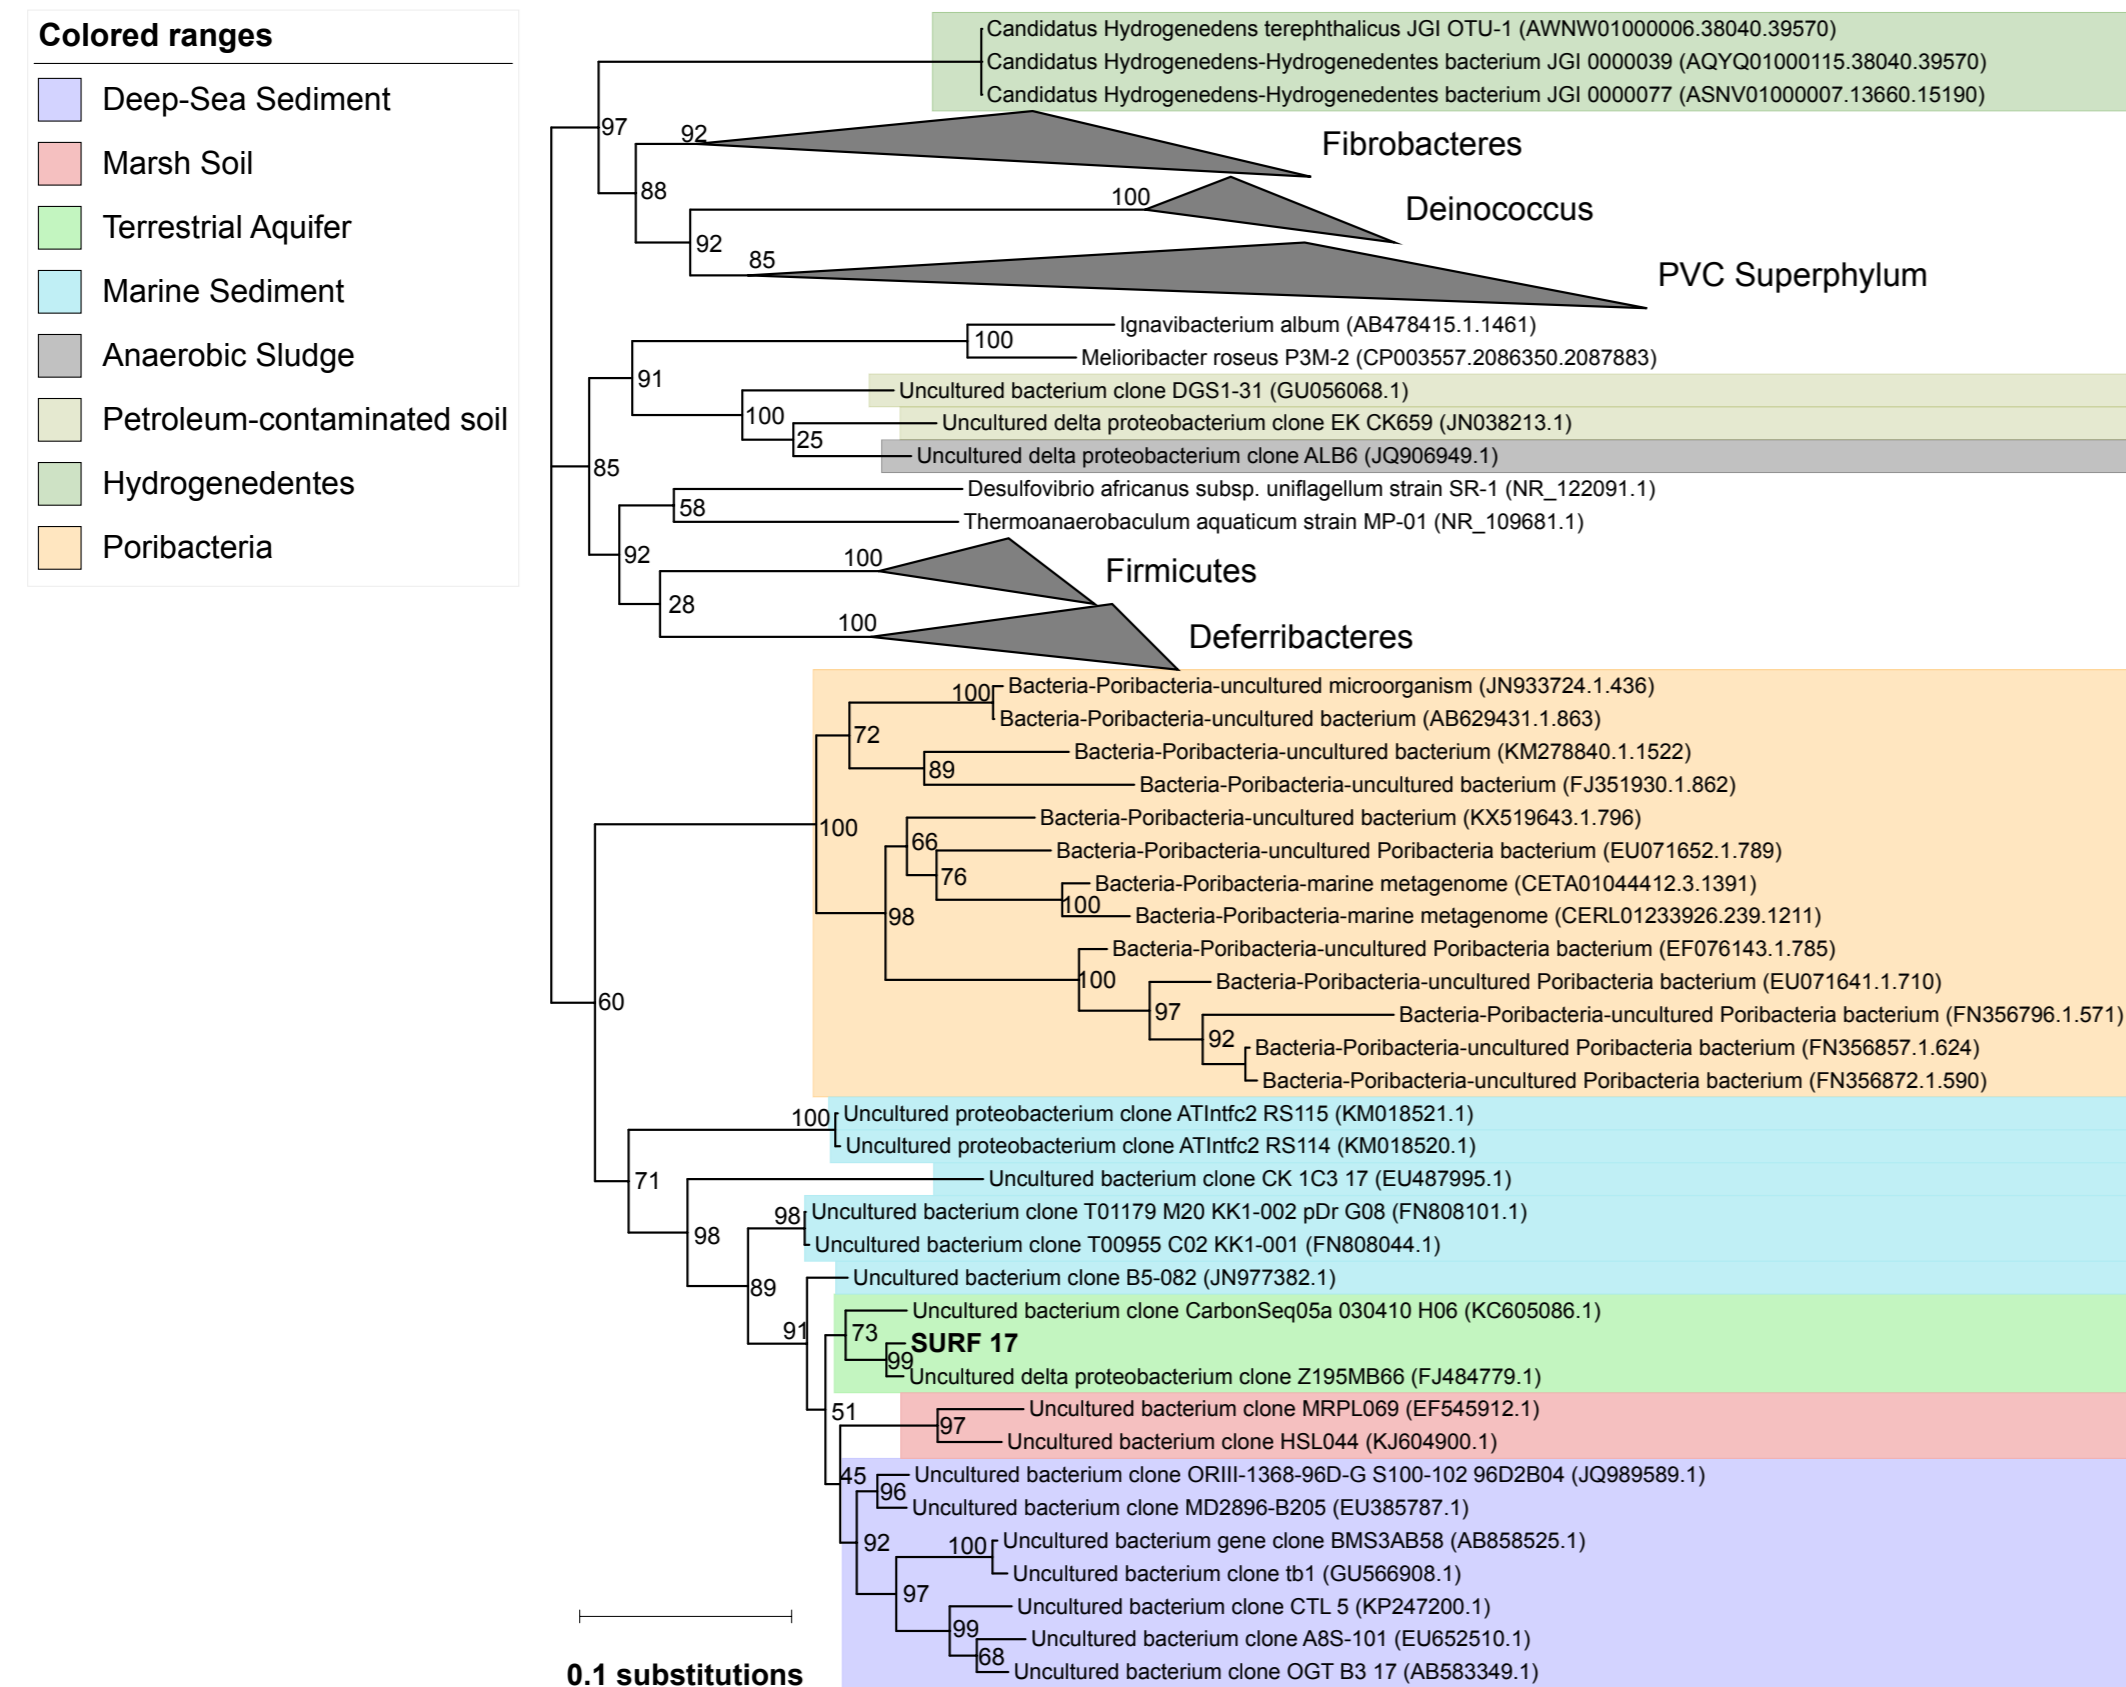 Colored ranges
Deep-Sea Sediment
Marsh Soil
Terrestrial Aquifer
Marine Sediment
Anaerobic Sludge
Petroleum-contaminated soil
Hydrogenedentes
Poribacteria
Candidatus Hydrogenedens terephthalicus JGI OTU-1 (AWNW01000006.38040.39570)
Candidatus Hydrogenedens-Hydrogenedentes bacterium JGI 0000039 (AQYQ01000115.38040.39570)
Candidatus Hydrogenedens-Hydrogenedentes bacterium JGI 0000077 (ASNV01000007.13660.15190)
97
92
Fibrobacteres
88
100
Deinococcus
92
85
PVC Superphylum
Ignavibacterium album (AB478415.1.1461)
100
Melioribacter roseus P3M-2 (CP003557.2086350.2087883)
91
Uncultured bacterium clone DGS1-31 (GU056068.1)
100
Uncultured delta proteobacterium clone EK CK659 (JN038213.1)
25
Uncultured delta proteobacterium clone ALB6 (JQ906949.1)
85
Desulfovibrio africanus subsp. uniflagellum strain SR-1 (NR_122091.1)
58
Thermoanaerobaculum aquaticum strain MP-01 (NR_109681.1)
92
100
Firmicutes
28
100
Deferribacteres
100
Bacteria-Poribacteria-uncultured microorganism (JN933724.1.436)
Bacteria-Poribacteria-uncultured bacterium (AB629431.1.863)
72
Bacteria-Poribacteria-uncultured bacterium (KM278840.1.1522)
89
Bacteria-Poribacteria-uncultured bacterium (FJ351930.1.862)
100
Bacteria-Poribacteria-uncultured bacterium (KX519643.1.796)
66
Bacteria-Poribacteria-uncultured Poribacteria bacterium (EU071652.1.789)
76
Bacteria-Poribacteria-marine metagenome (CETA01044412.3.1391)
100
Bacteria-Poribacteria-marine metagenome (CERL01233926.239.1211)
98
Bacteria-Poribacteria-uncultured Poribacteria bacterium (EF076143.1.785)
100
Bacteria-Poribacteria-uncultured Poribacteria bacterium (EU071641.1.710)
97
Bacteria-Poribacteria-uncultured Poribacteria bacterium (FN356796.1.571)
92
Bacteria-Poribacteria-uncultured Poribacteria bacterium (FN356857.1.624)
Bacteria-Poribacteria-uncultured Poribacteria bacterium (FN356872.1.590)
60
100
Uncultured proteobacterium clone ATIntfc2 RS115 (KM018521.1)
Uncultured proteobacterium clone ATIntfc2 RS114 (KM018520.1)
71
Uncultured bacterium clone CK 1C3 17 (EU487995.1)
98
98
Uncultured bacterium clone T01179 M20 KK1-002 pDr G08 (FN808101.1)
Uncultured bacterium clone T00955 C02 KK1-001 (FN808044.1)
89
Uncultured bacterium clone B5-082 (JN977382.1)
91
Uncultured bacterium clone CarbonSeq05a 030410 H06 (KC605086.1)
73
SURF 17
99
Uncultured delta proteobacterium clone Z195MB66 (FJ484779.1)
51
Uncultured bacterium clone MRPL069 (EF545912.1)
97
Uncultured bacterium clone HSL044 (KJ604900.1)
45
Uncultured bacterium clone ORIII-1368-96D-G S100-102 96D2B04 (JQ989589.1)
96
Uncultured bacterium clone MD2896-B205 (EU385787.1)
92
100
Uncultured bacterium gene clone BMS3AB58 (AB858525.1)
Uncultured bacterium clone tb1 (GU566908.1)
97
Uncultured bacterium clone CTL 5 (KP247200.1)
99
Uncultured bacterium clone A8S-101 (EU652510.1)
68
Uncultured bacterium clone OGT B3 17 (AB583349.1)
0.1 substitutions